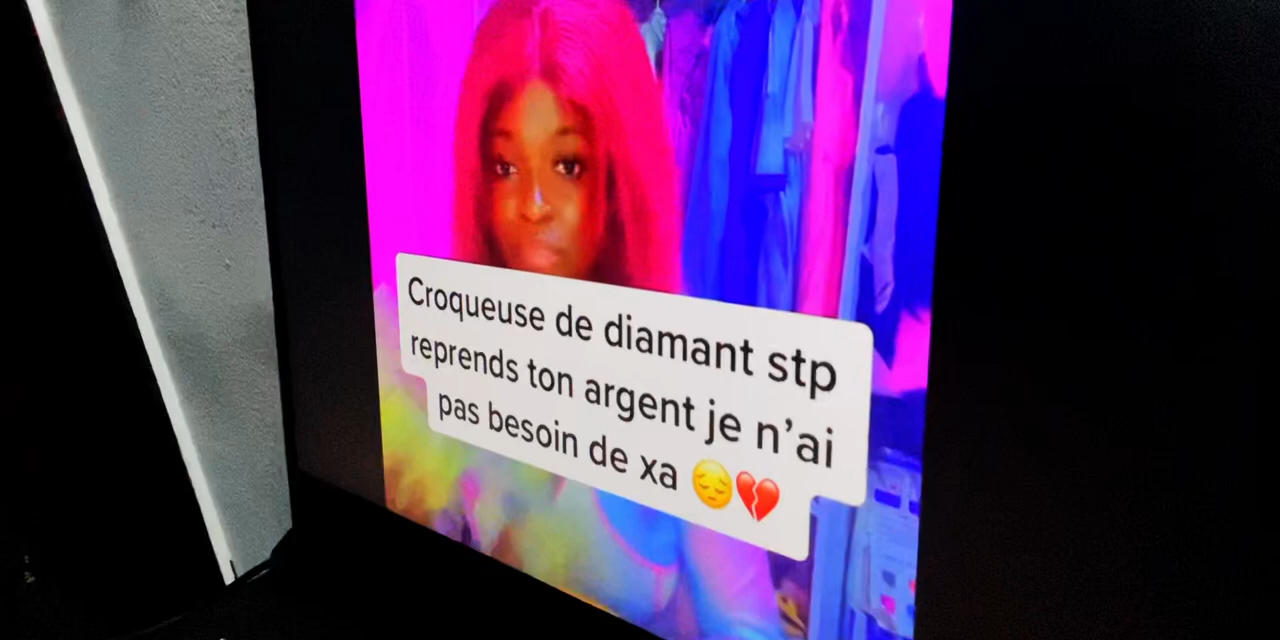 Croqueuse de diamant stp
reprends ton argent je n'ai
pas besoin de xa 😔💔